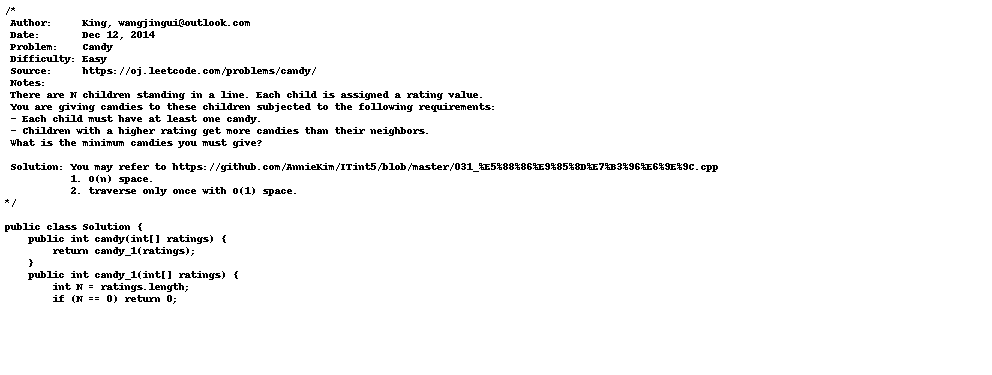 /*
 Author:     King, wangjingui@outlook.com
 Date:       Dec 12, 2014
 Problem:    Candy
 Difficulty: Easy
 Source:     https://oj.leetcode.com/problems/candy/
 Notes:
 There are N children standing in a line. Each child is assigned a rating value.
 You are giving candies to these children subjected to the following requirements:
 - Each child must have at least one candy.
 - Children with a higher rating get more candies than their neighbors.
 What is the minimum candies you must give?

 Solution: You may refer to https://github.com/AnnieKim/ITint5/blob/master/031_%E5%88%86%E9%85%8D%E7%B3%96%E6%9E%9C.cpp
           1. O(n) space.
           2. traverse only once with O(1) space.
*/

public class Solution {
    public int candy(int[] ratings) {
        return candy_1(ratings);
    }
    public int candy_1(int[] ratings) {
        int N = ratings.length;
        if (N == 0) return 0;